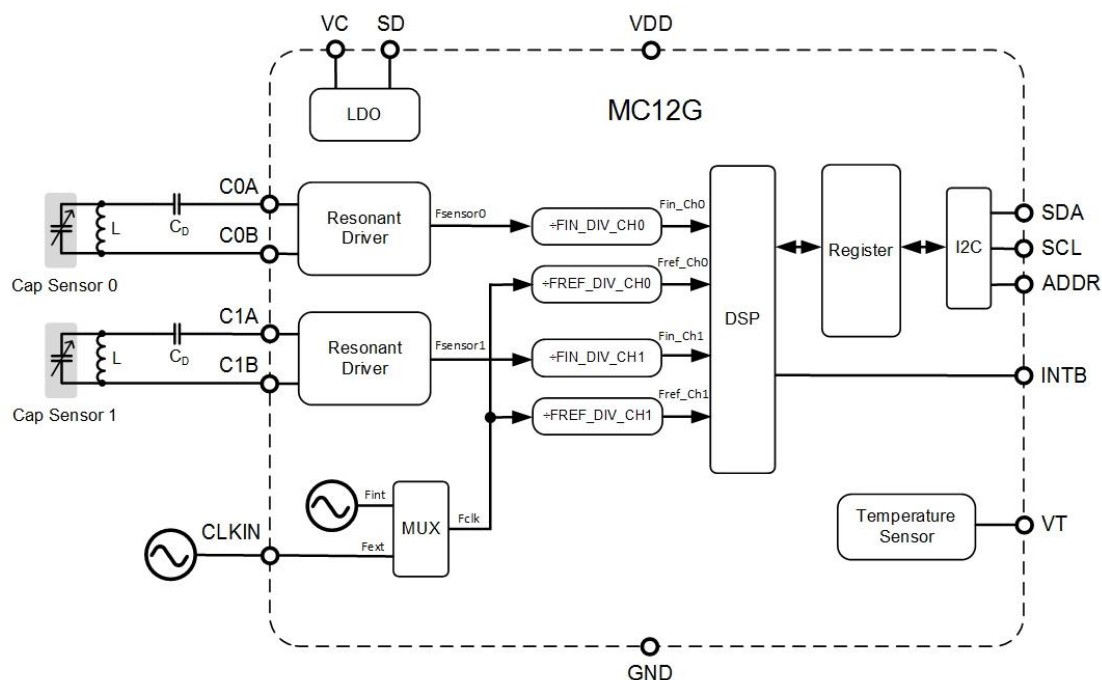 VC
SD
VDD
LDO
MC12G
C0A
C0B
L
C_D
Cap Sensor 0
Resonant
Driver
Fsensor0
÷FIN_DIV_CH0
Fin_Ch0
÷FREF_DIV_CH0
Fref_Ch0
DSP
Register
I2C
SDA
SCL
ADDR
C1A
C1B
L
C_D
Cap Sensor 1
Resonant
Driver
Fsensor1
÷FIN_DIV_CH1
Fin_Ch1
÷FREF_DIV_CH1
Fref_Ch1
INTB
Fint
MUX
Fclk
CLKIN
Fext
Temperature
Sensor
VT
GND